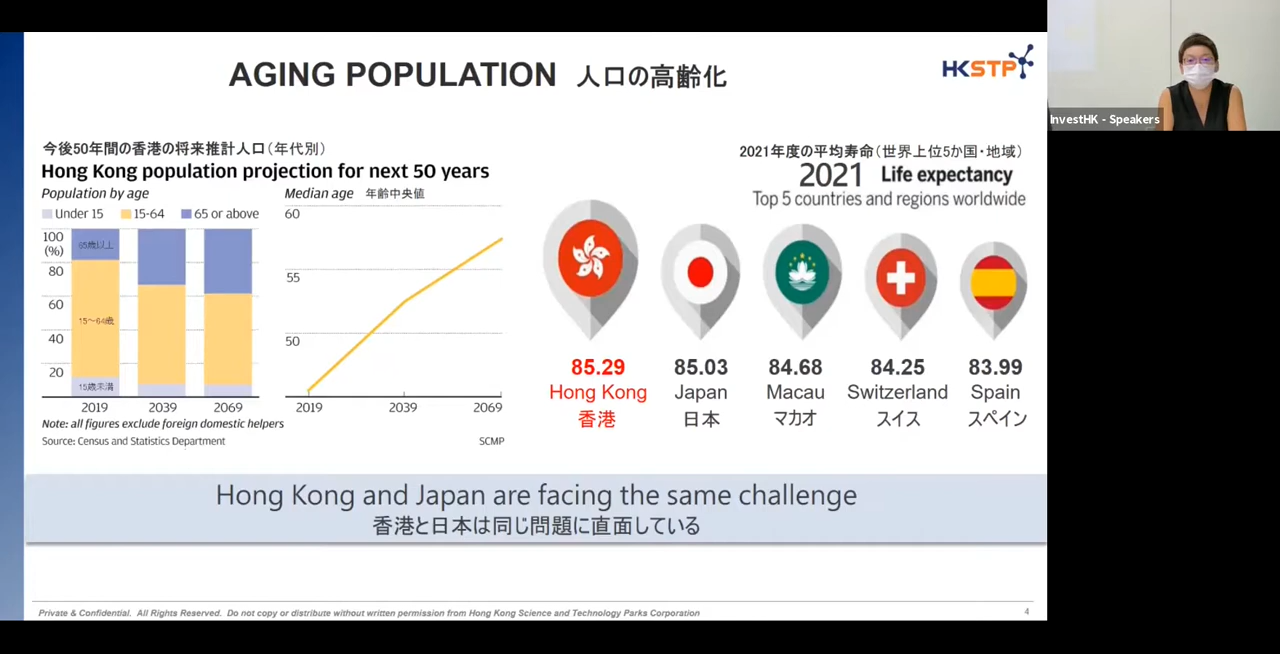 AGING POPULATION 人口の高齢化
HKSTP
InvestHK - Speakers
今後50年間の香港の将来推計人口(年代別)
Hong Kong population projection for next 50 years
Population by age
Under 15 15-64 65 or above
100
(%)
80
60
40
20
65歳以上
15～64歳
15歳未満
2019 2039 2069
Median age 年齢中央値
60
55
50
2019 2039 2069
Note: all figures exclude foreign domestic helpers
Source: Census and Statistics Department
SCMP
2021年度の平均寿命(世界上位5か国・地域)
2021 Life expectancy
Top 5 countries and regions worldwide
85.29 85.03 84.68 84.25 83.99
Hong Kong Japan Macau Switzerland Spain
香港 日本 マカオ スイス スペイン
Hong Kong and Japan are facing the same challenge
香港と日本は同じ問題に直面している
Private & Confidential. All Rights Reserved. Do not copy or distribute without written permission from Hong Kong Science and Technology Parks Corporation
4